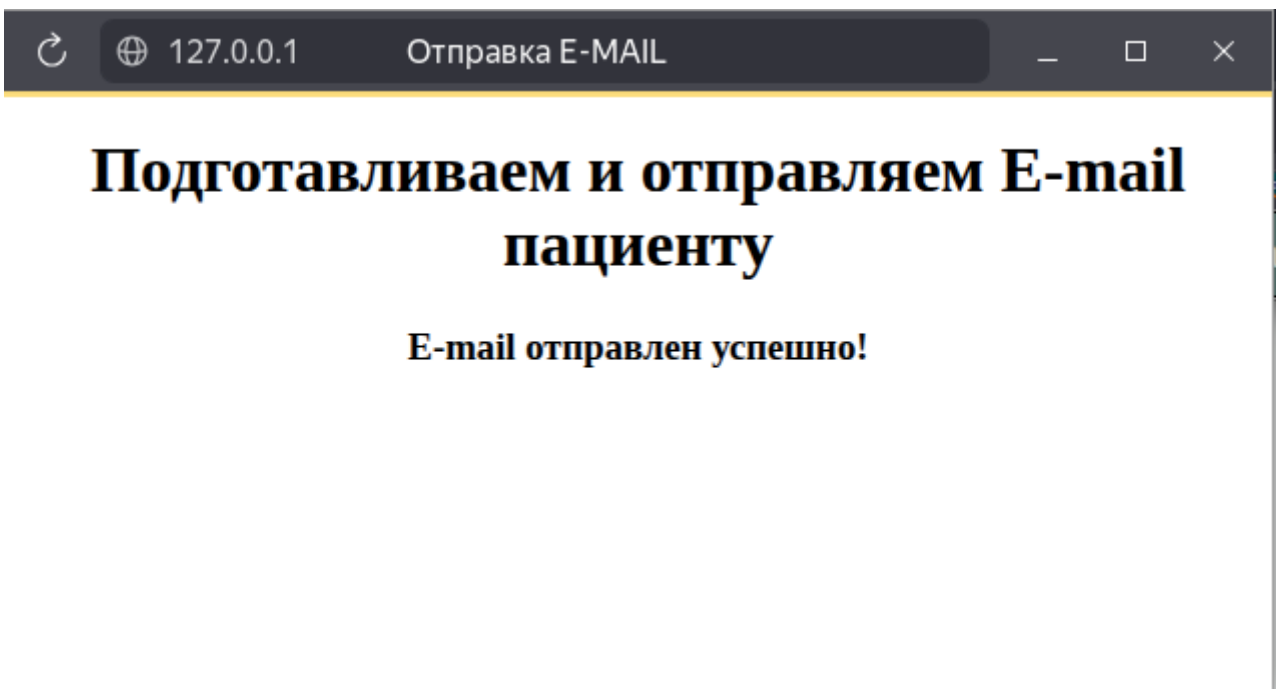 127.0.0.1 Отправка E-MAIL
Подготавливаем и отправляем E-mail
пациенту
E-mail отправлен успешно!